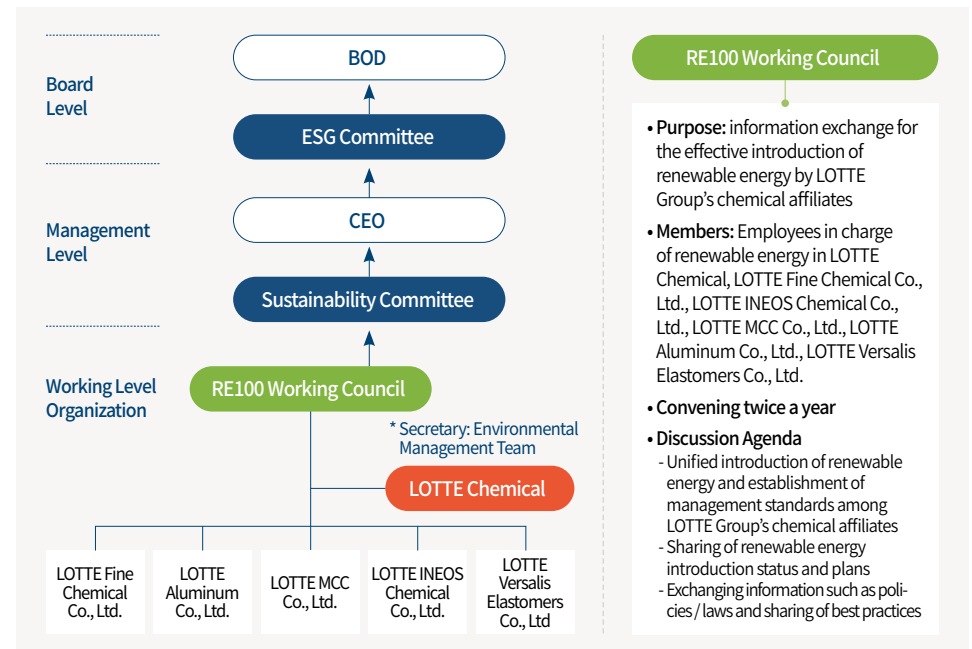 Board
Level
BOD
ESG Committee
Management
Level
CEO
Sustainability Committee
Working Level
Organization
RE100 Working Council
* Secretary: Environmental
Management Team
LOTTE Chemical
LOTTE Fine
Chemical
Co., Ltd.
LOTTE
Aluminum
Co., Ltd.
LOTTE MCC
Co., Ltd.
LOTTE INEOS
Chemical
Co., Ltd.
LOTTE
Versalis
Elastomers
Co., Ltd
RE100 Working Council
• Purpose: information exchange for
the effective introduction of
renewable energy by LOTTE
Group's chemical affiliates
• Members: Employees in charge
of renewable energy in LOTTE
Chemical, LOTTE Fine Chemical Co.,
Ltd., LOTTE INEOS Chemical Co.,
Ltd., LOTTE MCC Co., Ltd., LOTTE
Aluminum Co., Ltd., LOTTE Versalis
Elastomers Co., Ltd.
• Convening twice a year
• Discussion Agenda
- Unified introduction of renewable
energy and establishment of
management standards among
LOTTE Group's chemical affiliates
- Sharing of renewable energy
introduction status and plans
- Exchanging information such as poli-
cies / laws and sharing of best practices